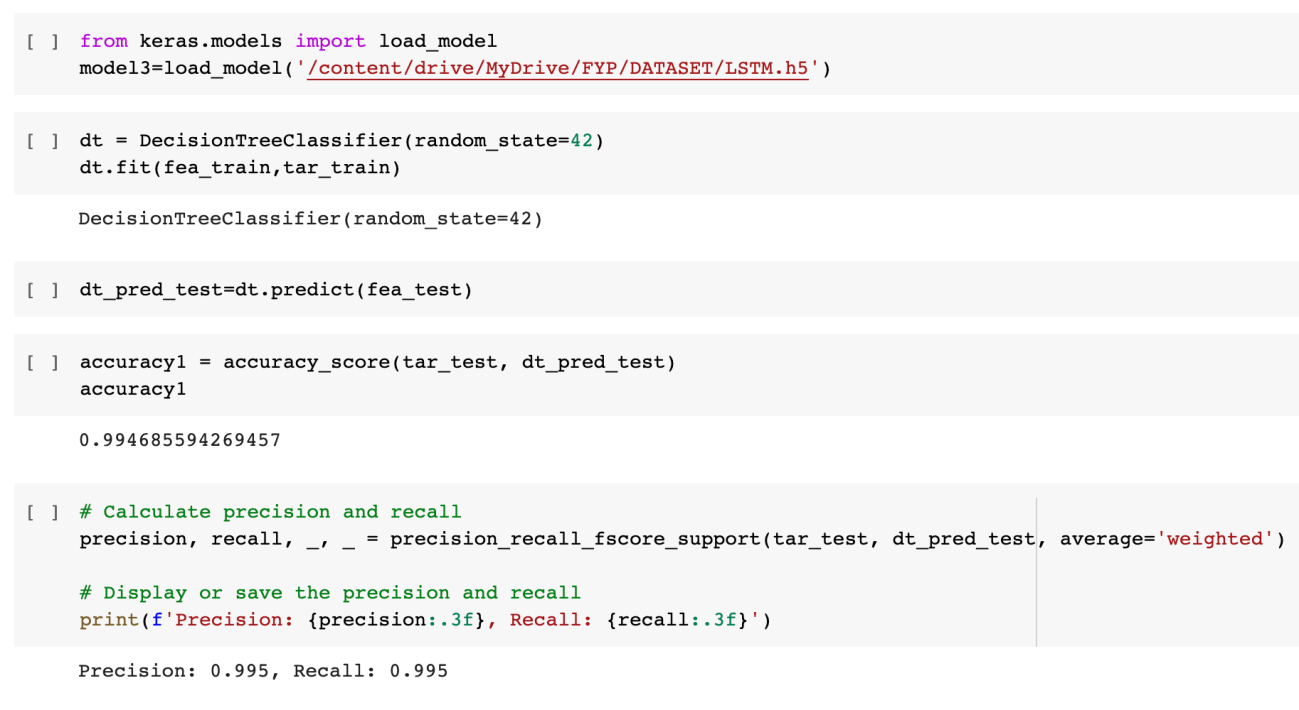 [ ] from keras.models import load_model
model3=load_model('/content/drive/MyDrive/FYP/DATASET/LSTM.h5')
[ ] dt = DecisionTreeClassifier(random_state=42)
dt.fit(fea_train,tar_train)
DecisionTreeClassifier(random_state=42)
[ ] dt_pred_test=dt.predict(fea_test)
[ ] accuracy1 = accuracy_score(tar_test, dt_pred_test)
accuracy1
0.994685594269457
[ ] # Calculate precision and recall
precision, recall, _, _ = precision_recall_fscore_support(tar_test, dt_pred_test, average='weighted')
# Display or save the precision and recall
print(f'Precision: {precision:.3f}, Recall: {recall:.3f}')
Precision: 0.995, Recall: 0.995